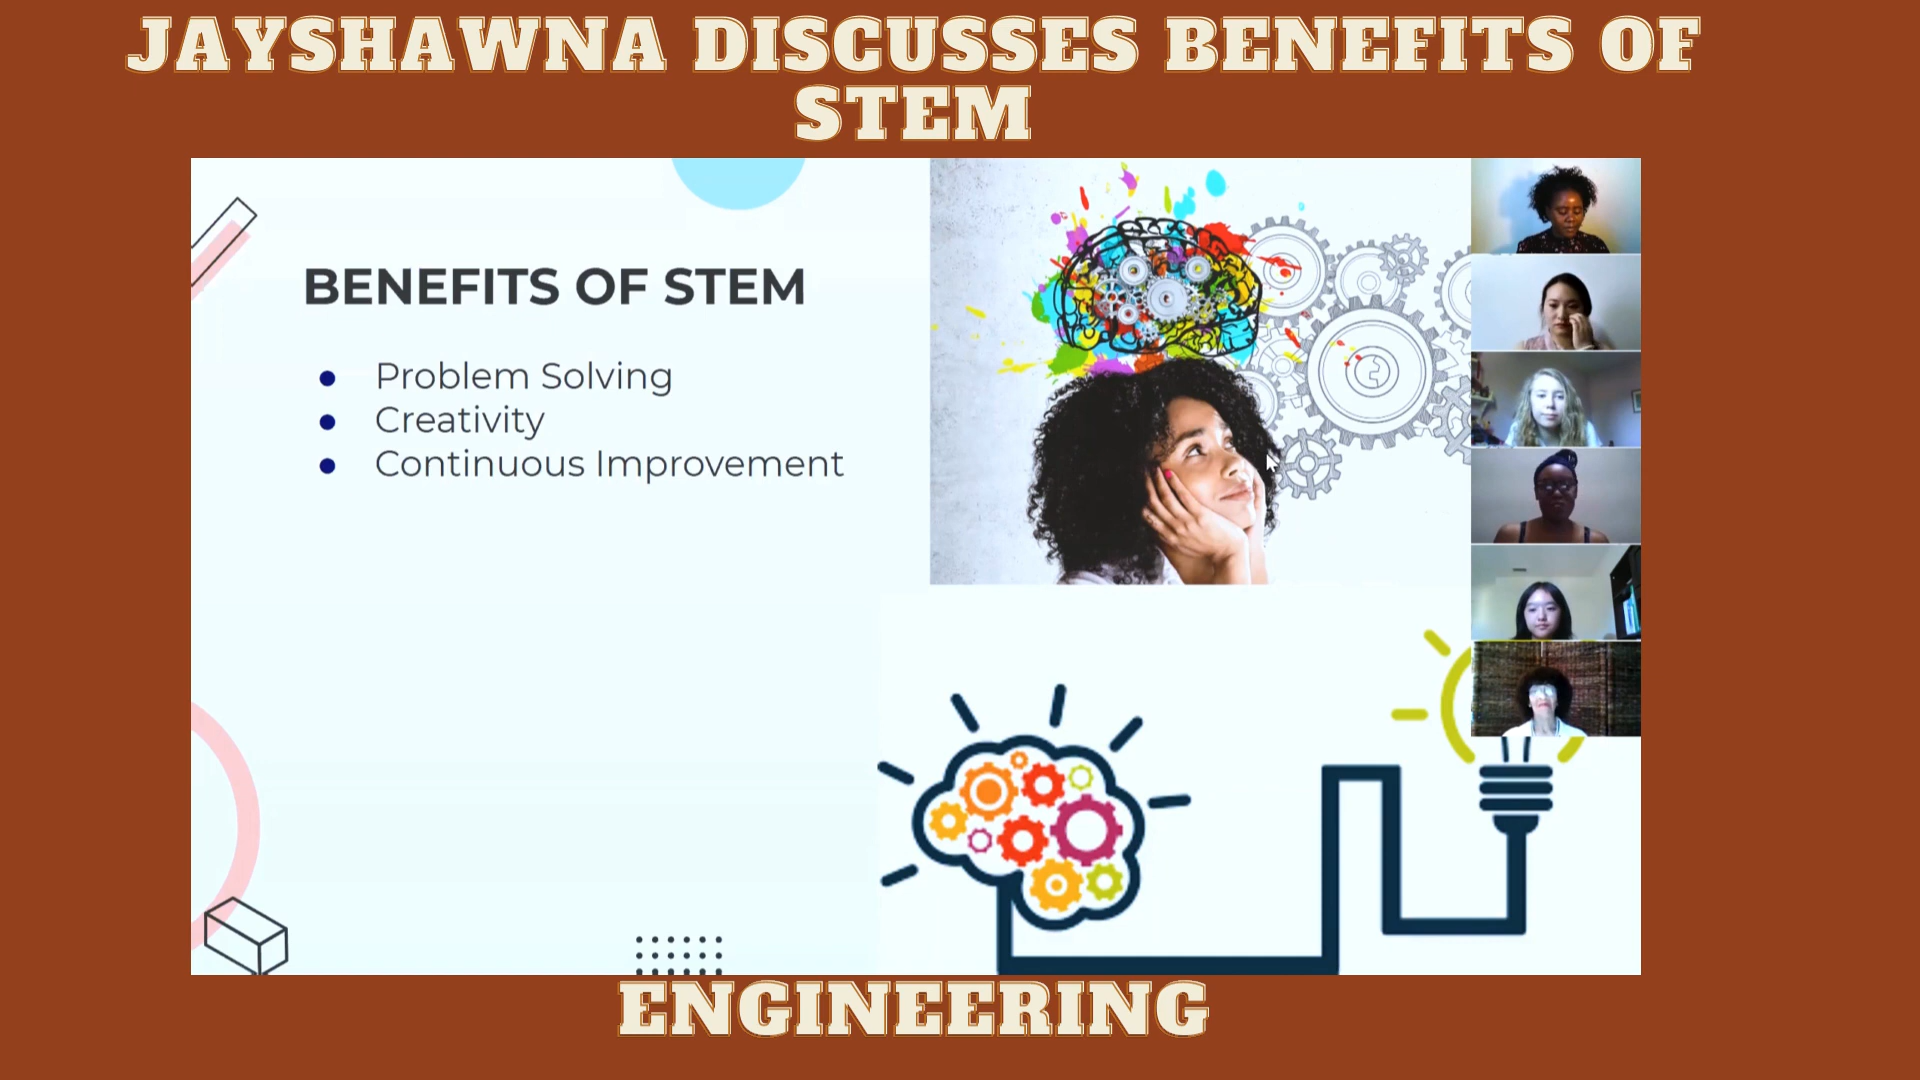 JAYSHAWNA DISCUSSES BENEFITS OF
STEM
BENEFITS OF STEM
● Problem Solving
● Creativity
● Continuous Improvement
ENGINEERING